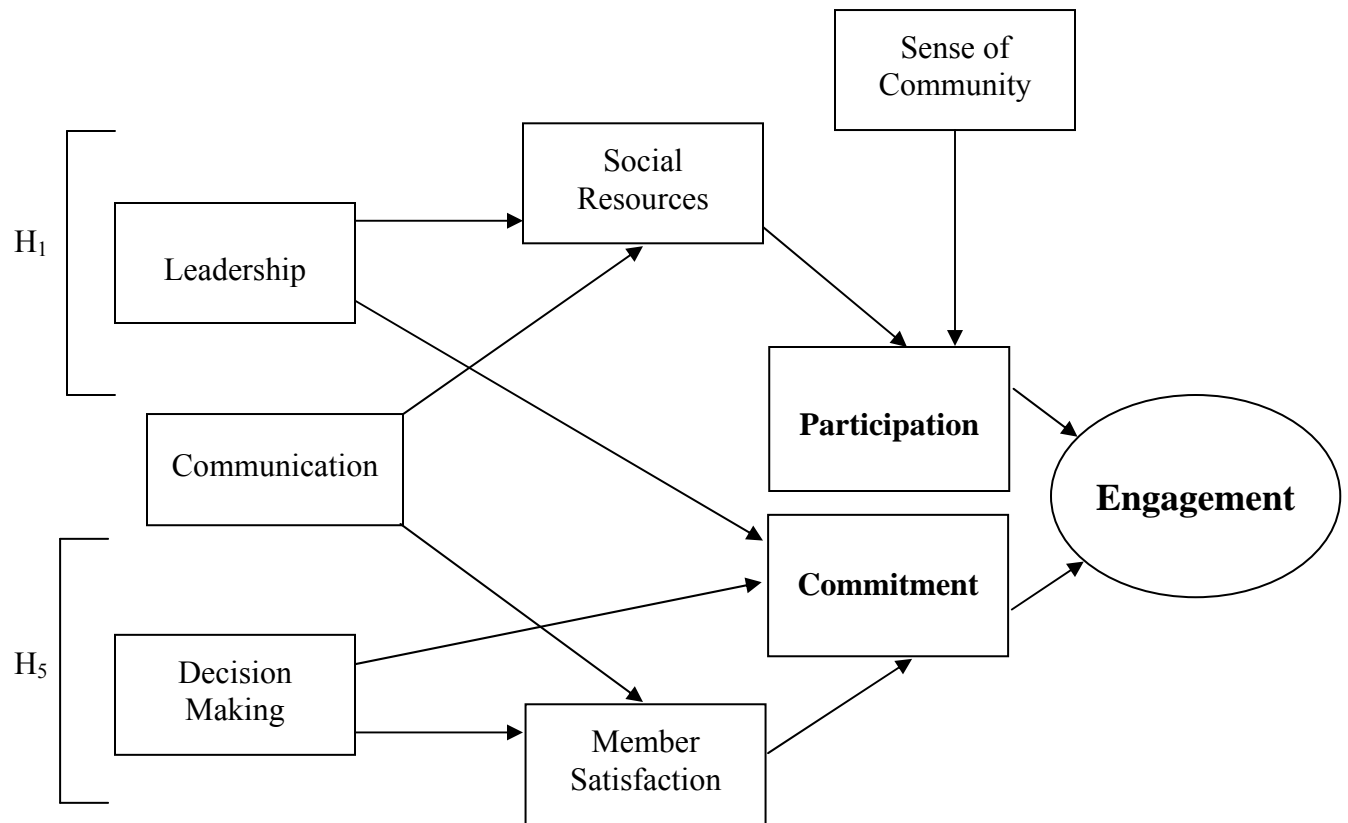 Sense of
Community
Social
Resources
H₁
Leadership
Participation
Communication
Engagement
Commitment
H₅
Decision
Making
Member
Satisfaction